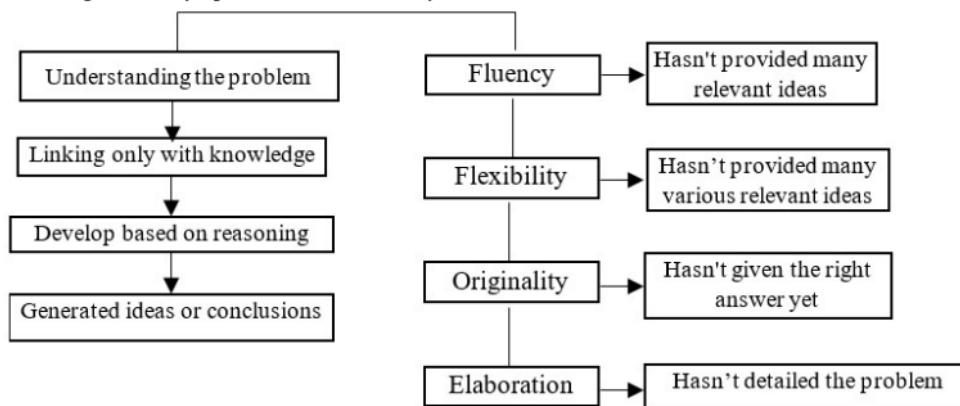 Understanding the problem
Linking only with knowledge
Develop based on reasoning
Generated ideas or conclusions
Fluency
Hasn't provided many
relevant ideas
Flexibility
Hasn’t provided many
various relevant ideas
Originality
Hasn't given the right
answer yet
Elaboration
Hasn’t detailed the problem